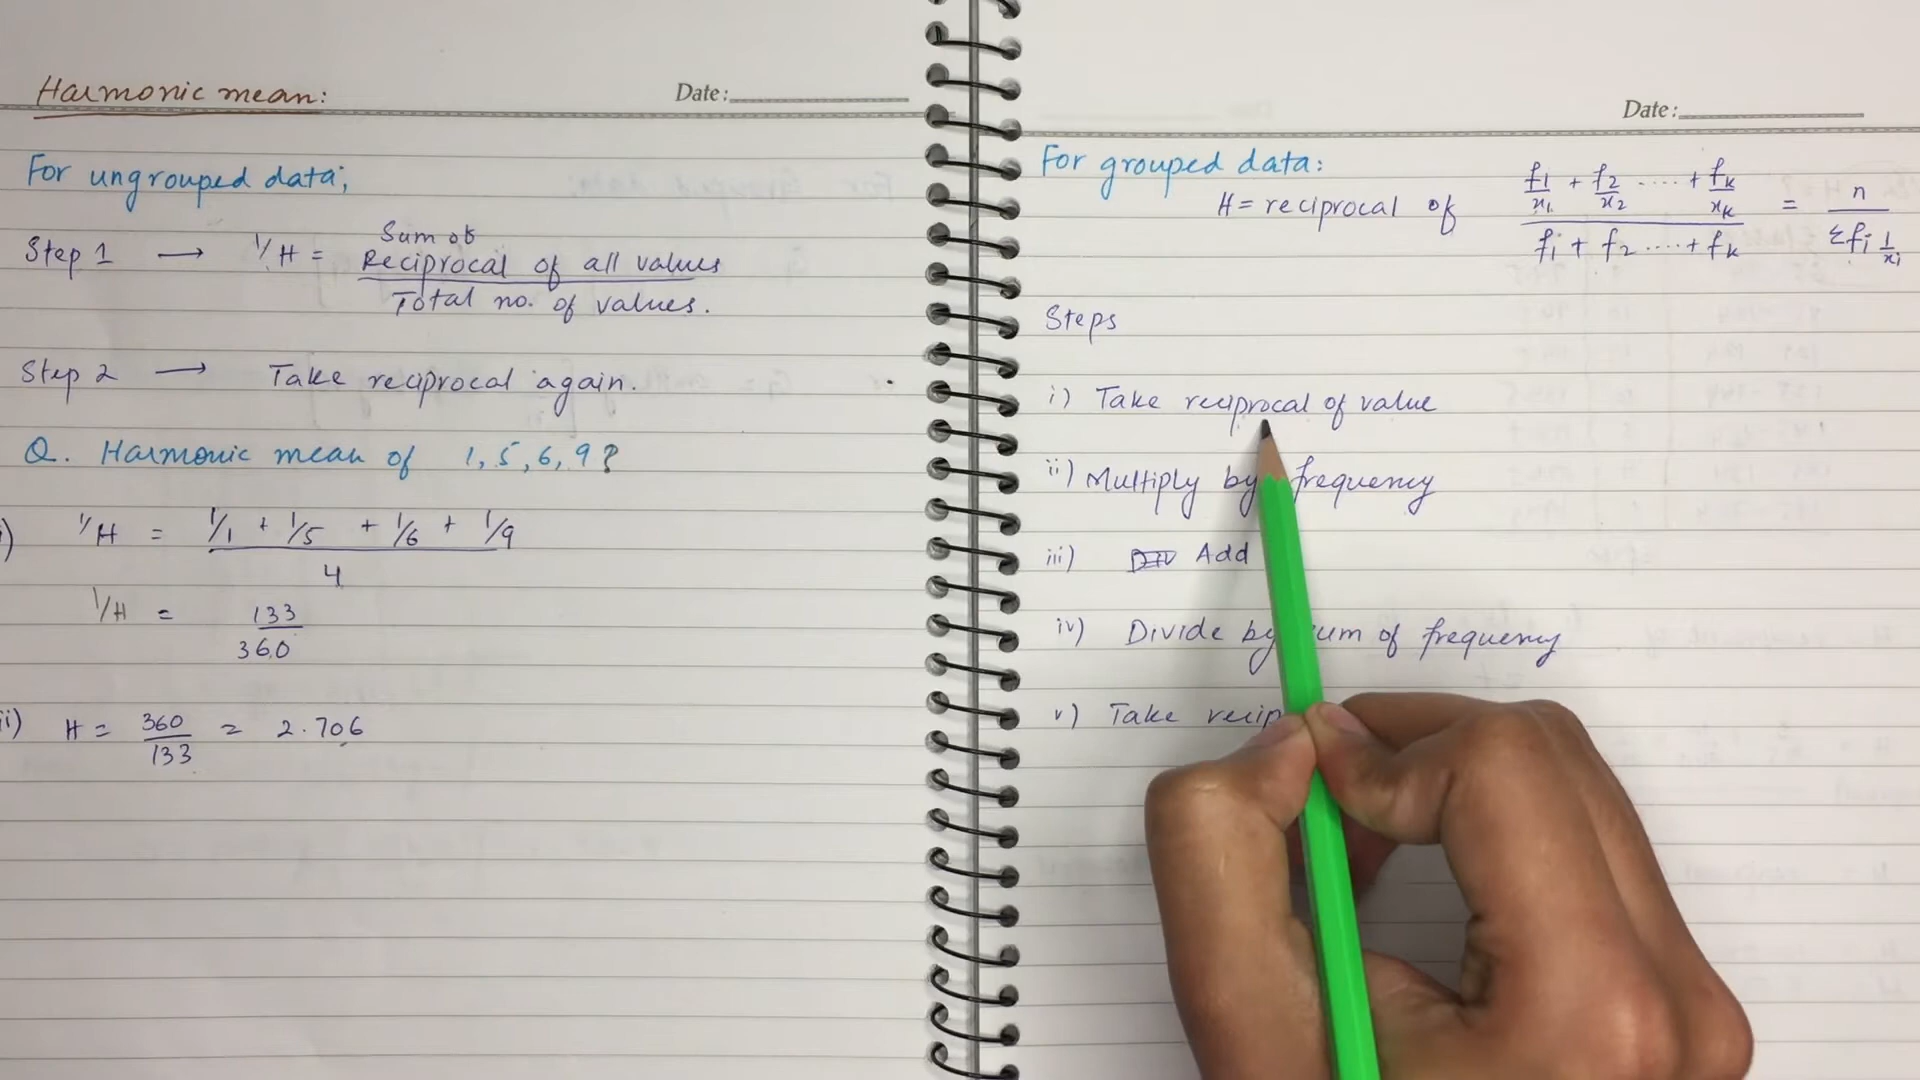 Harmonic mean:
Date:
For ungrouped data;
Step 1 → 1/H = Sum of Reciprocal of all values / Total no. of values.
Step 2 → Take reciprocal again.
Q. Harmonic mean of 1, 5, 6, 9?
i) 1/H = 1/1 + 1/5 + 1/6 + 1/9 / 4
1/H = 133/360
ii) H = 360/133 = 2.706
Date:
For grouped data:
H = reciprocal of f1/x1 + f2/x2 ---- + fk/xk / f1 + f2 ---- + fk = n / Σfi 1/xi
Steps
i) Take reciprocal of value
ii) Multiply by frequency
iii) Add
iv) Divide by sum of frequency
v) Take recip